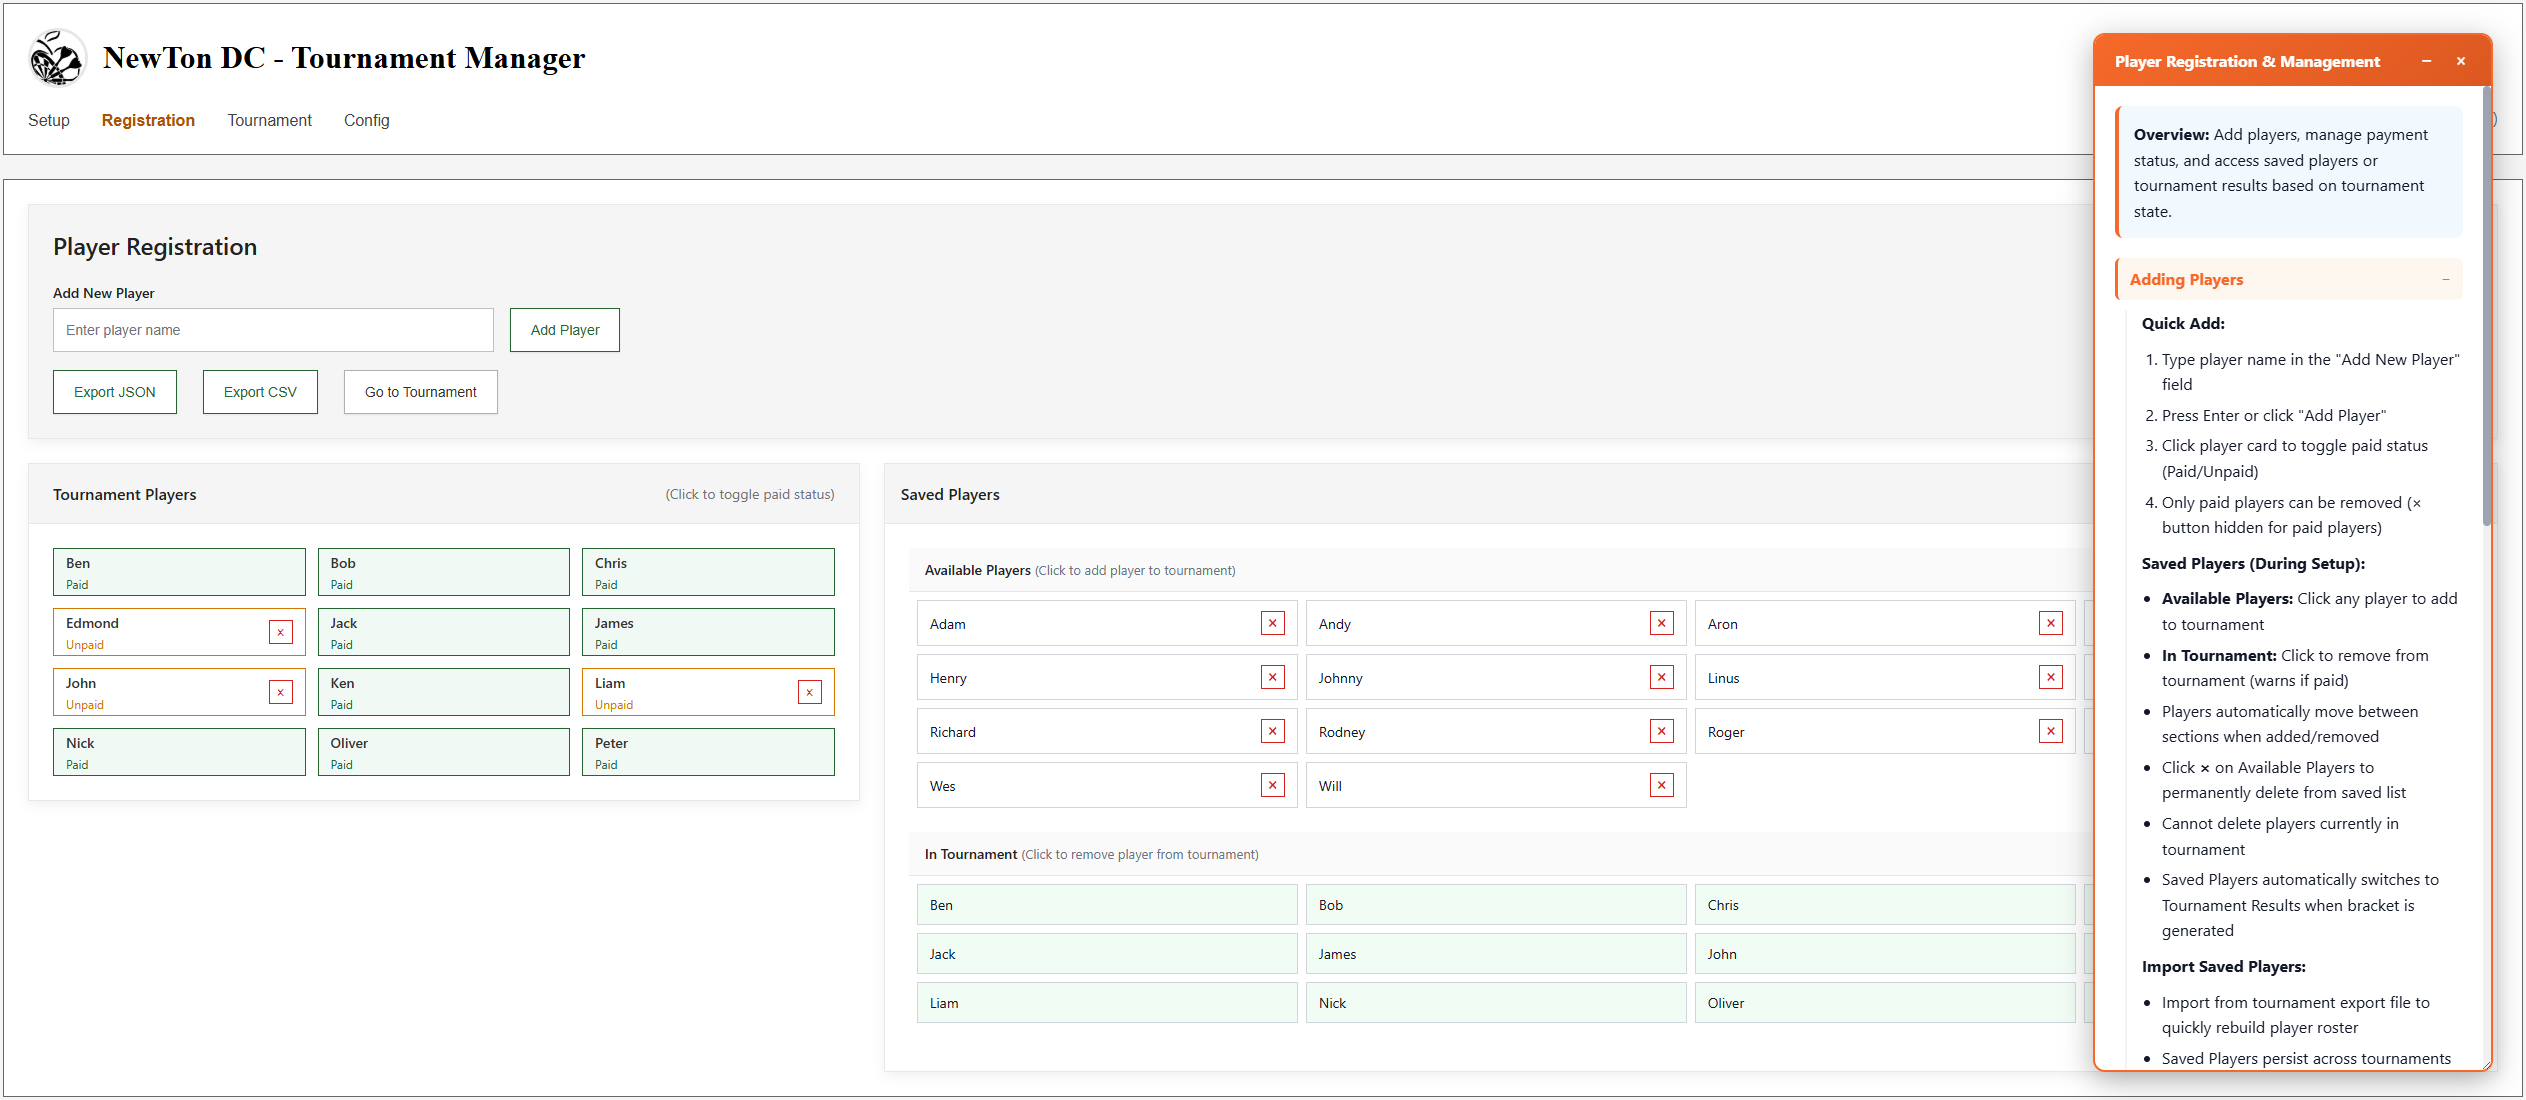 NewTon DC - Tournament Manager
Setup
Registration
Tournament
Config
Player Registration
Add New Player
Enter player name
Add Player
Export JSON
Export CSV
Go to Tournament
Tournament Players
(Click to toggle paid status)
Ben
Paid
Bob
Paid
Chris
Paid
Edmond
Unpaid
×
Jack
Paid
James
Paid
John
Unpaid
×
Ken
Paid
Liam
Unpaid
×
Nick
Paid
Oliver
Paid
Peter
Paid
Saved Players
Available Players (Click to add player to tournament)
Adam ×
Andy ×
Aron ×
Henry ×
Johnny ×
Linus ×
Richard ×
Rodney ×
Roger ×
Wes ×
Will ×
In Tournament (Click to remove player from tournament)
Ben
Bob
Chris
Jack
James
John
Liam
Nick
Oliver
Player Registration & Management − ×
)
Overview: Add players, manage payment
status, and access saved players or
tournament results based on tournament
state.
Adding Players −
Quick Add:
1. Type player name in the "Add New Player"
field
2. Press Enter or click "Add Player"
3. Click player card to toggle paid status
(Paid/Unpaid)
4. Only paid players can be removed (×
button hidden for paid players)
Saved Players (During Setup):
• Available Players: Click any player to add
to tournament
• In Tournament: Click to remove from
tournament (warns if paid)
• Players automatically move between
sections when added/removed
• Click × on Available Players to
permanently delete from saved list
• Cannot delete players currently in
tournament
• Saved Players automatically switches to
Tournament Results when bracket is
generated
Import Saved Players:
• Import from tournament export file to
quickly rebuild player roster
• Saved Players persist across tournaments